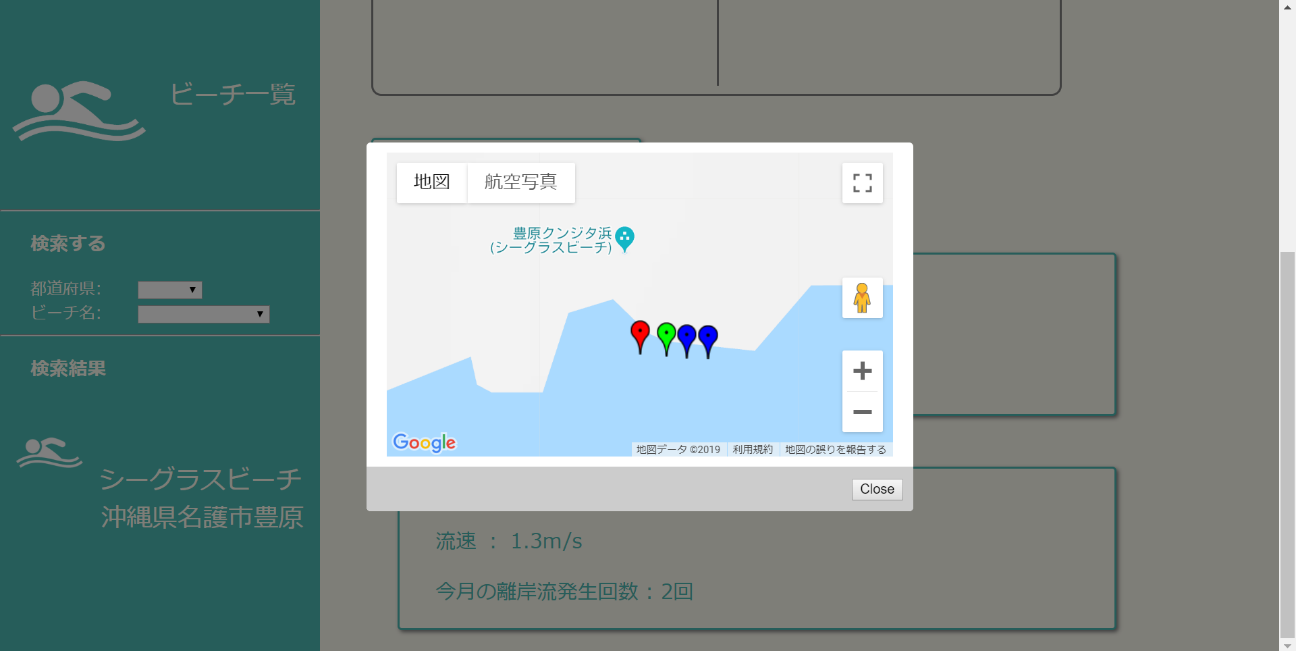 ビーチ一覧
検索する
都道府県：
ビーチ名：
検索結果
シーグラスビーチ
沖縄県名護市豊原
地図 航空写真
豊原クンジタ浜
(シーグラスビーチ)
Google
地図データ ©2019 利用規約 地図の誤りを報告する
Close
流速 ： 1.3m/s
今月の離岸流発生回数：2回